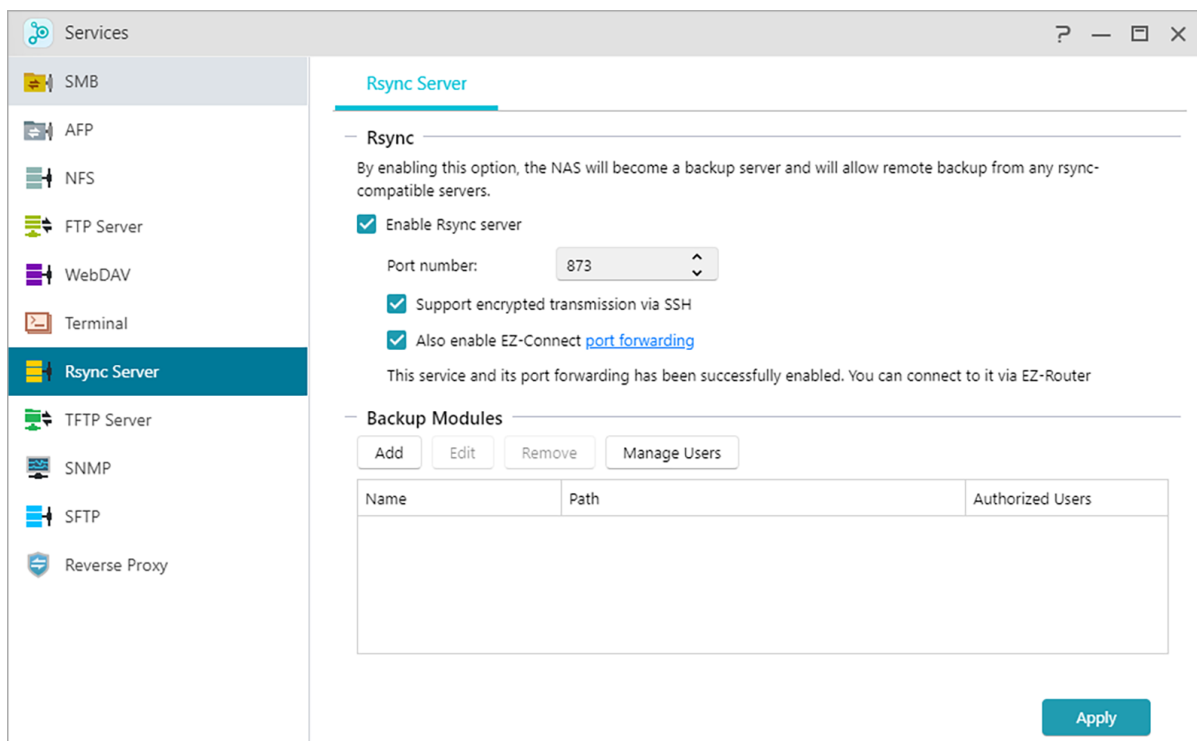 Services
SMB
AFP
NFS
FTP Server
WebDAV
Terminal
Rsync Server
TFTP Server
SNMP
SFTP
Reverse Proxy
Rsync Server
Rsync
By enabling this option, the NAS will become a backup server and will allow remote backup from any rsync-
compatible servers.
Enable Rsync server
Port number: 873
Support encrypted transmission via SSH
Also enable EZ-Connect port forwarding
This service and its port forwarding has been successfully enabled. You can connect to it via EZ-Router
Backup Modules
Add Edit Remove Manage Users
Name Path Authorized Users
Apply